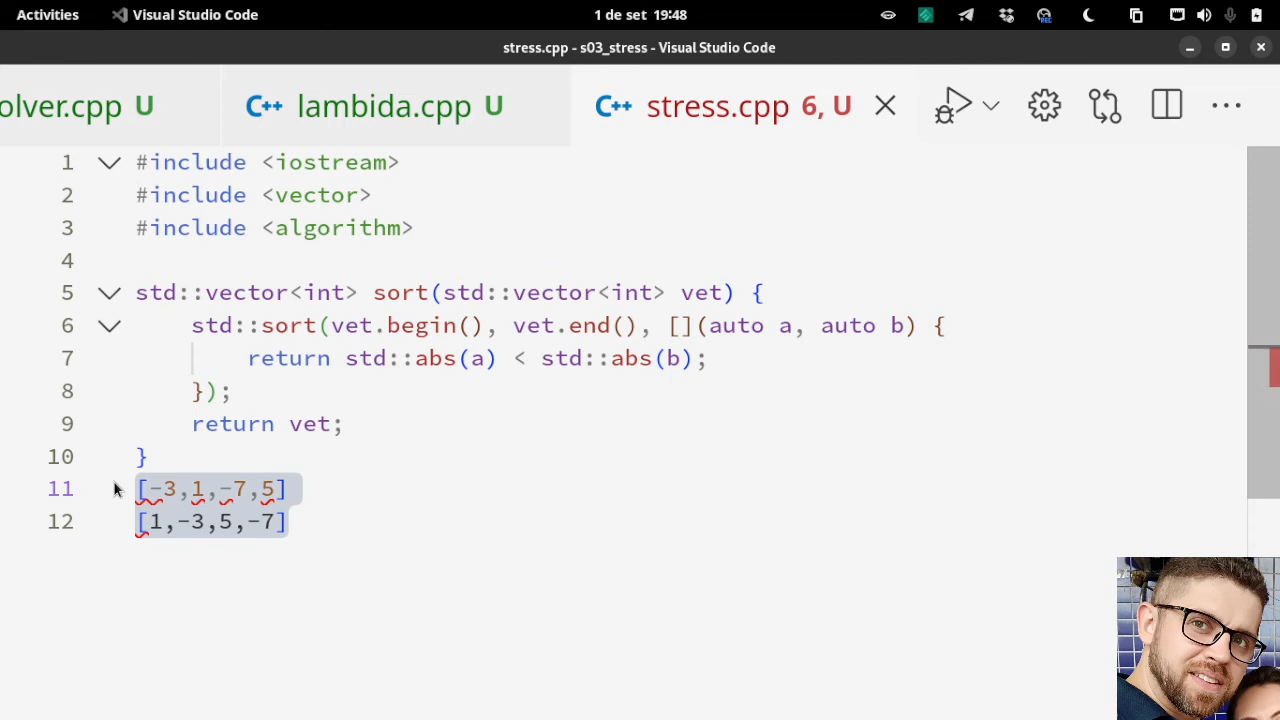 Activities Visual Studio Code 1 de set 19:48
stress.cpp - s03_stress - Visual Studio Code
olver.cpp U lambida.cpp U stress.cpp 6, U
1 #include <iostream>
2 #include <vector>
3 #include <algorithm>
4
5 std::vector<int> sort(std::vector<int> vet) {
6 std::sort(vet.begin(), vet.end(), [](auto a, auto b) {
7 return std::abs(a) < std::abs(b);
8 });
9 return vet;
10 }
11 [-3,1,-7,5]
12 [1,-3,5,-7]